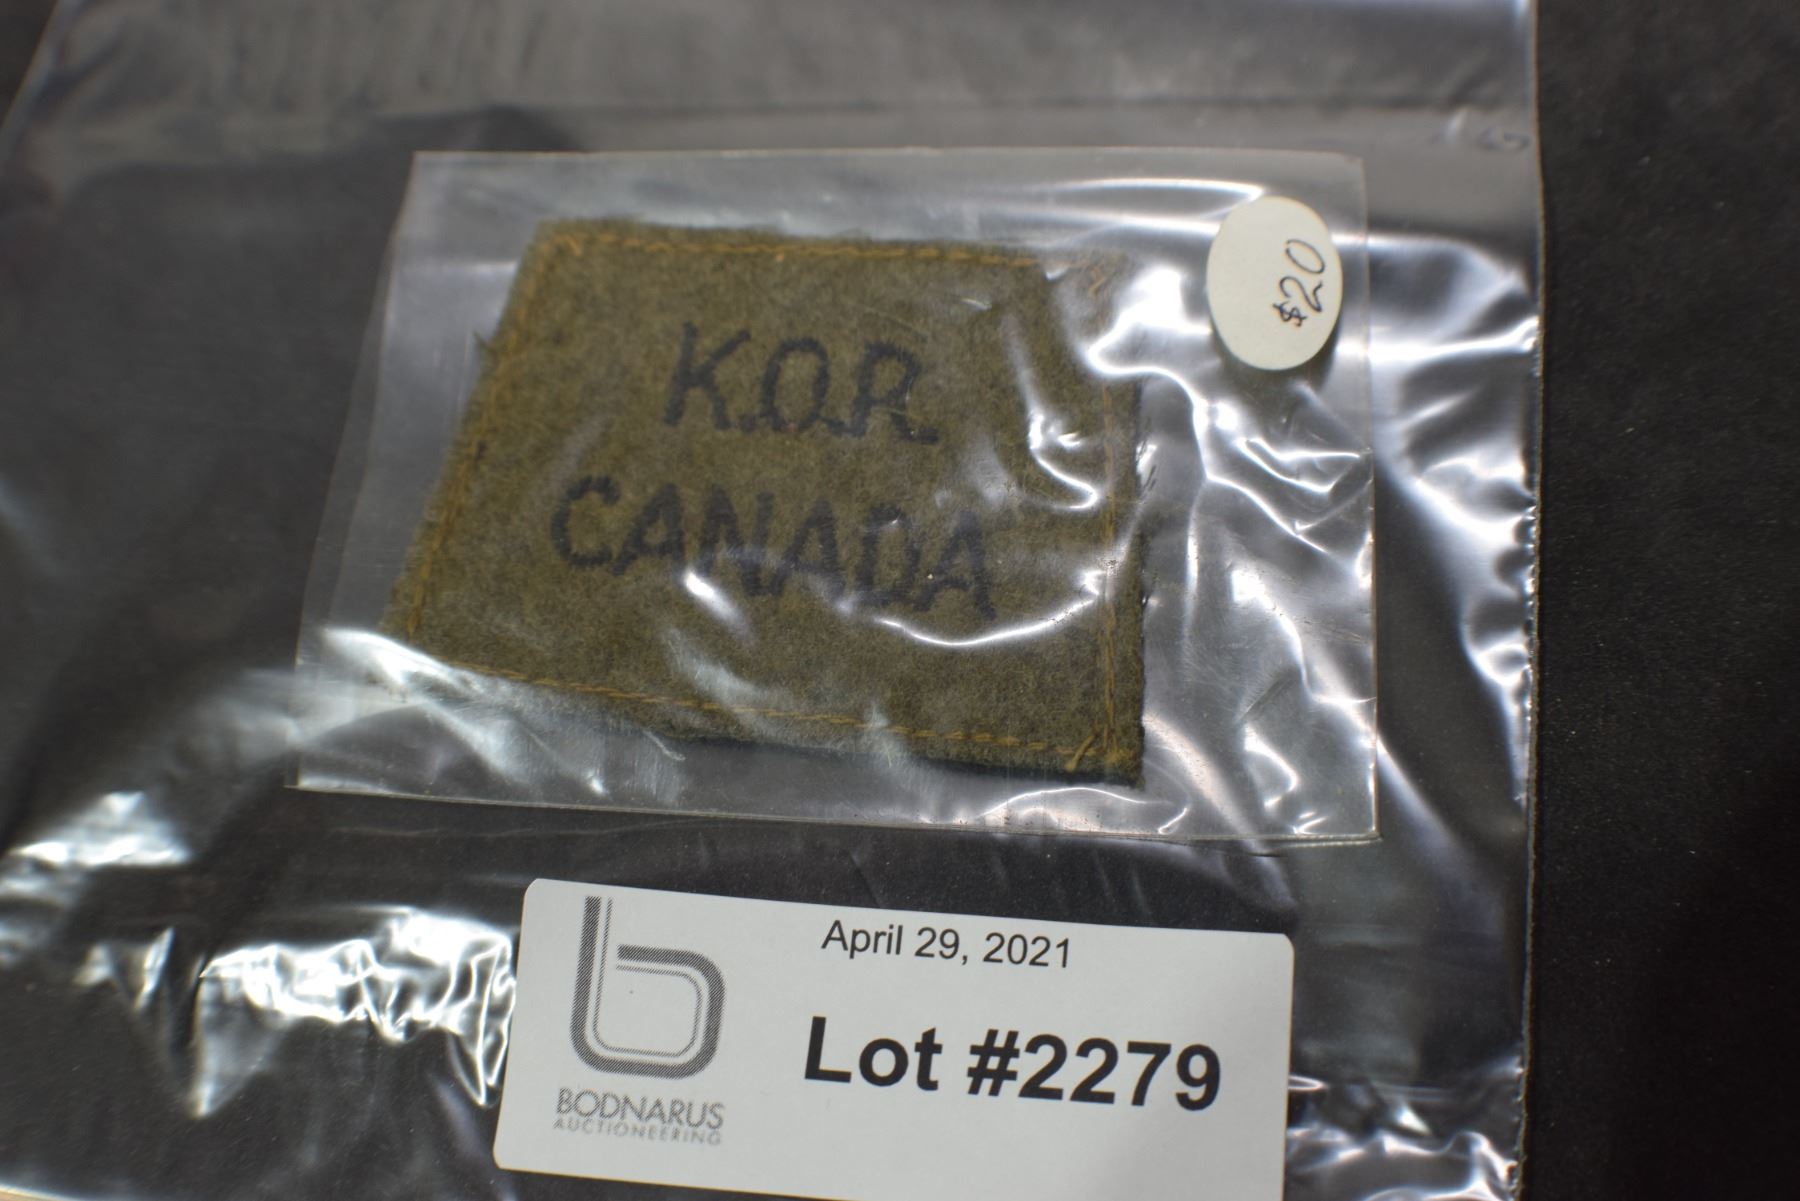 $20
K.O.R.
CANADA
April 29, 2021
Lot #2279
BODNARUS
AUCTIONEERING